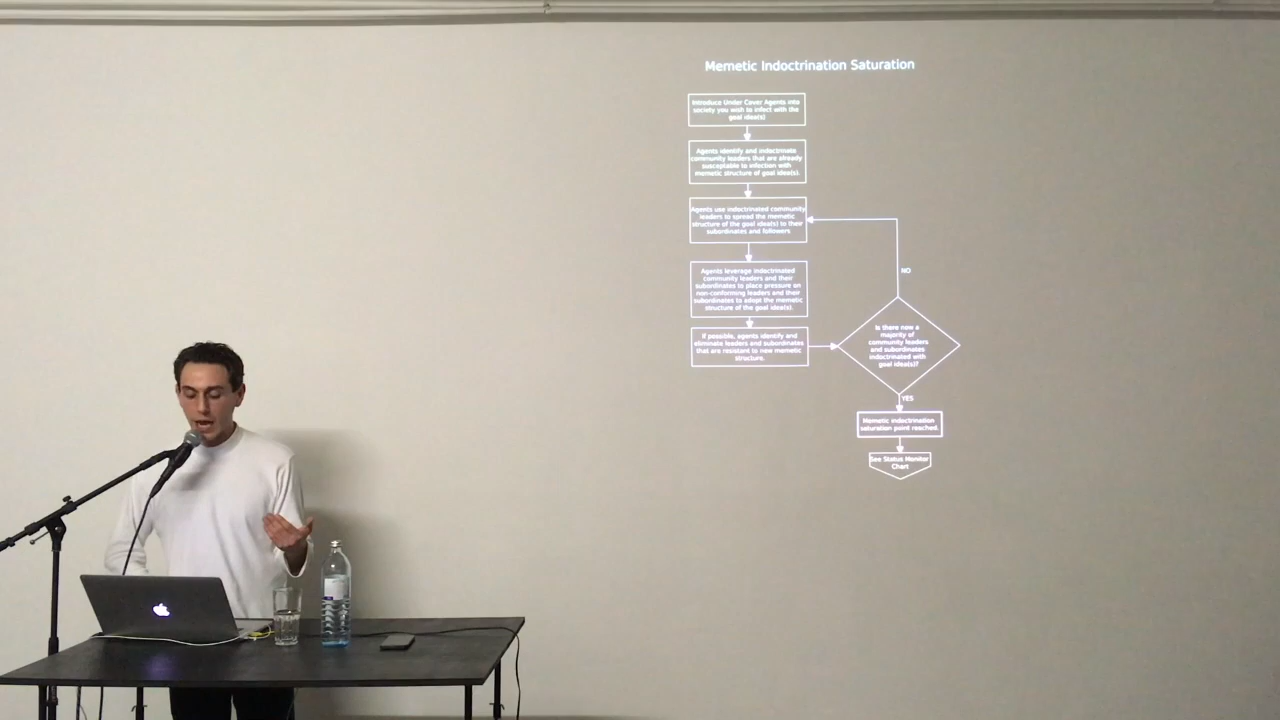 Memetic Indoctrination Saturation
Introduce Under Cover Agents into
society you wish to infect with the
goal idea(s)
Agents identify and indoctrinate
community leaders that are already
susceptable to infection with
memetic structure of goal idea(s).
Agents use indoctrinated community
leaders to spread the memetic
structure of the goal idea(s) to their
subordinates and followers
Agents leverage indoctrinated
community leaders and their
subordinates to place pressure on
non-conforming leaders and their
subordinates to adopt the memetic
structure of the goal idea(s).
If possible, agents identify and
eliminate leaders and subordinates
that are resistant to new memetic
structure.
NO
Is there now a
majority of
community leaders
and subordinates
indoctrinated with
goal idea(s)?
YES
Memetic indoctrination
saturation point reached.
See Status Monitor
Chart